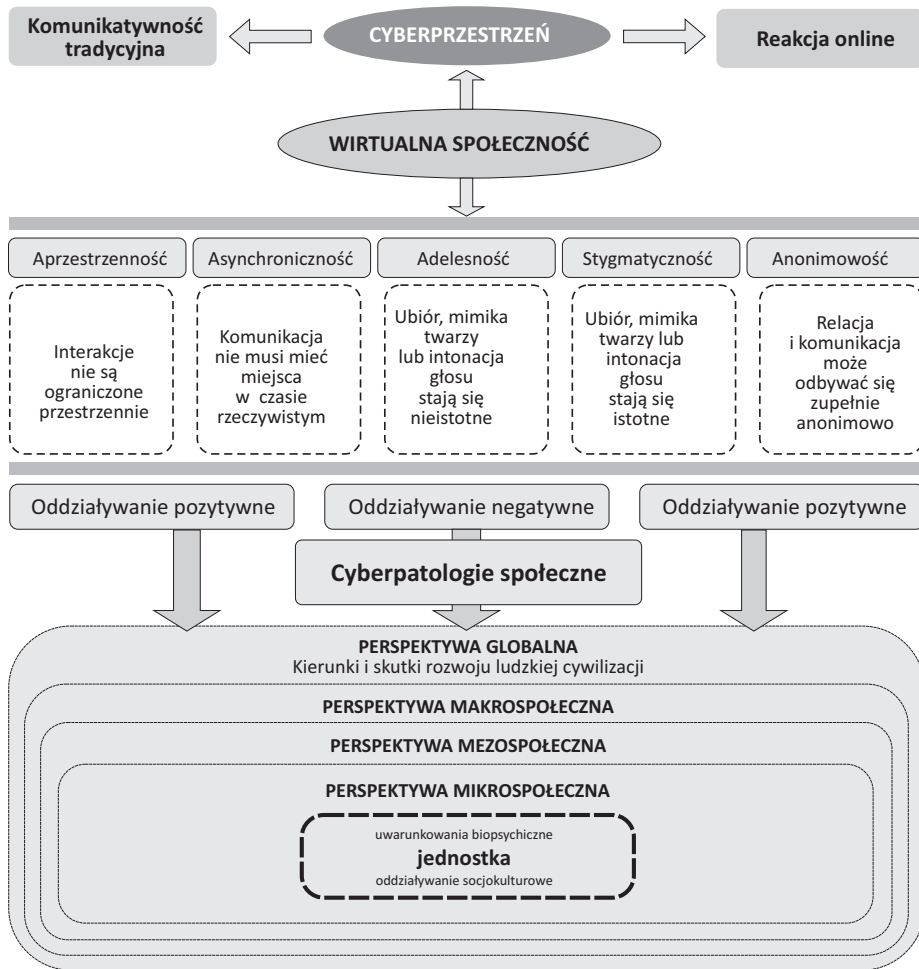 Komunikatywność
tradycyjna
CYBERPRZESTRZEŃ
Reakcja online
WIRTUALNA SPOŁECZNOŚĆ
Aprzestrzenność
Asynchroniczność
Adelesność
Stygmatyczność
Anonimowość
Interakcje
nie są
ograniczone
przestrzennie
Komunikacja
nie musi mieć
miejsca
w czasie
rzeczywistym
Ubiór, mimika
twarzy
lub intonacja
głosu
stają się
nieistotne
Ubiór, mimika
twarzy lub
intonacja
głosu
stają się
istotne
Relacja
i komunikacja
może
odbywać się
zupełnie
anonimowo
Oddziaływanie pozytywne
Oddziaływanie negatywne
Oddziaływanie pozytywne
Cyberpatologie społeczne
PERSPEKTYWA GLOBALNA
Kierunki i skutki rozwoju ludzkiej cywilizacji
PERSPEKTYWA MAKROSPOŁECZNA
PERSPEKTYWA MEZOSPOŁECZNA
PERSPEKTYWA MIKROSPOŁECZNA
uwarunkowania biopsychiczne
jednostka
oddziaływanie socjokulturowe